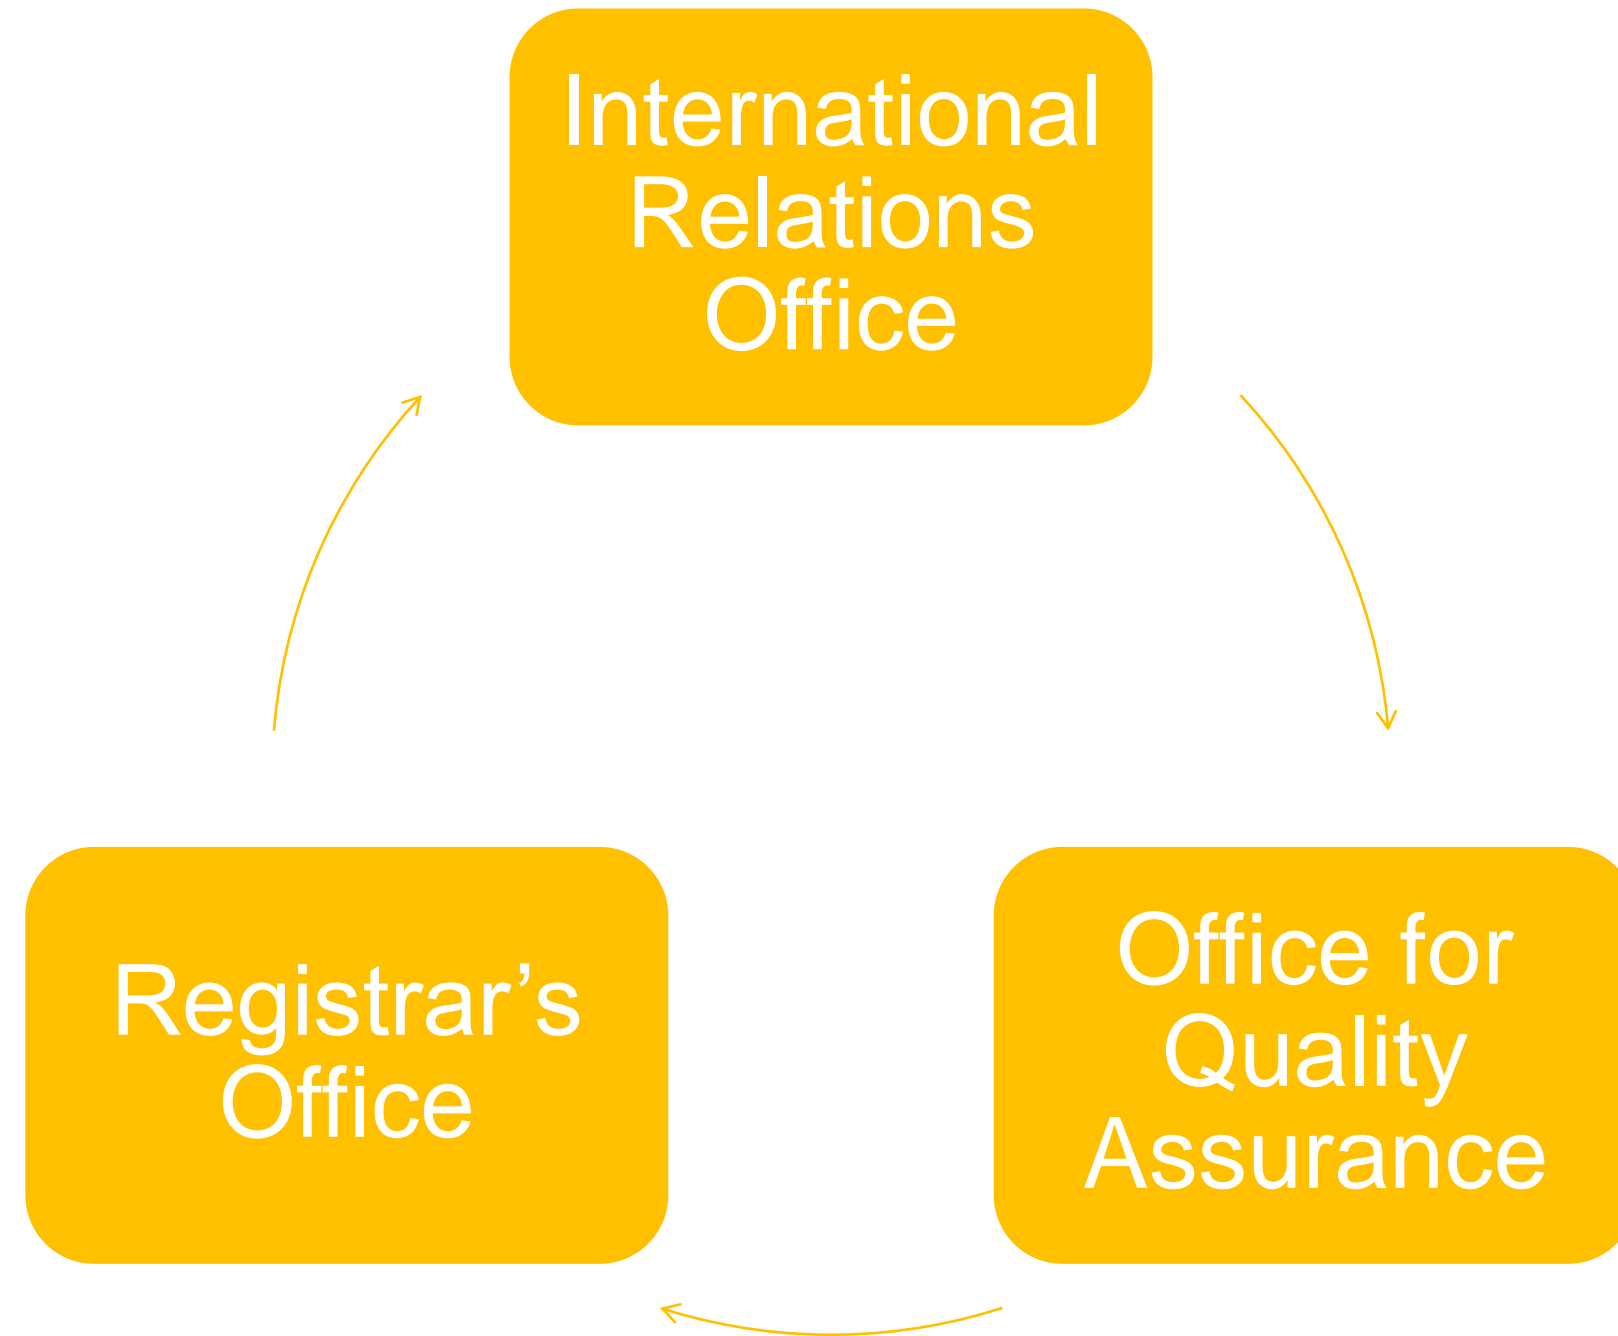 International
Relations
Office
Registrar’s
Office
Office for
Quality
Assurance